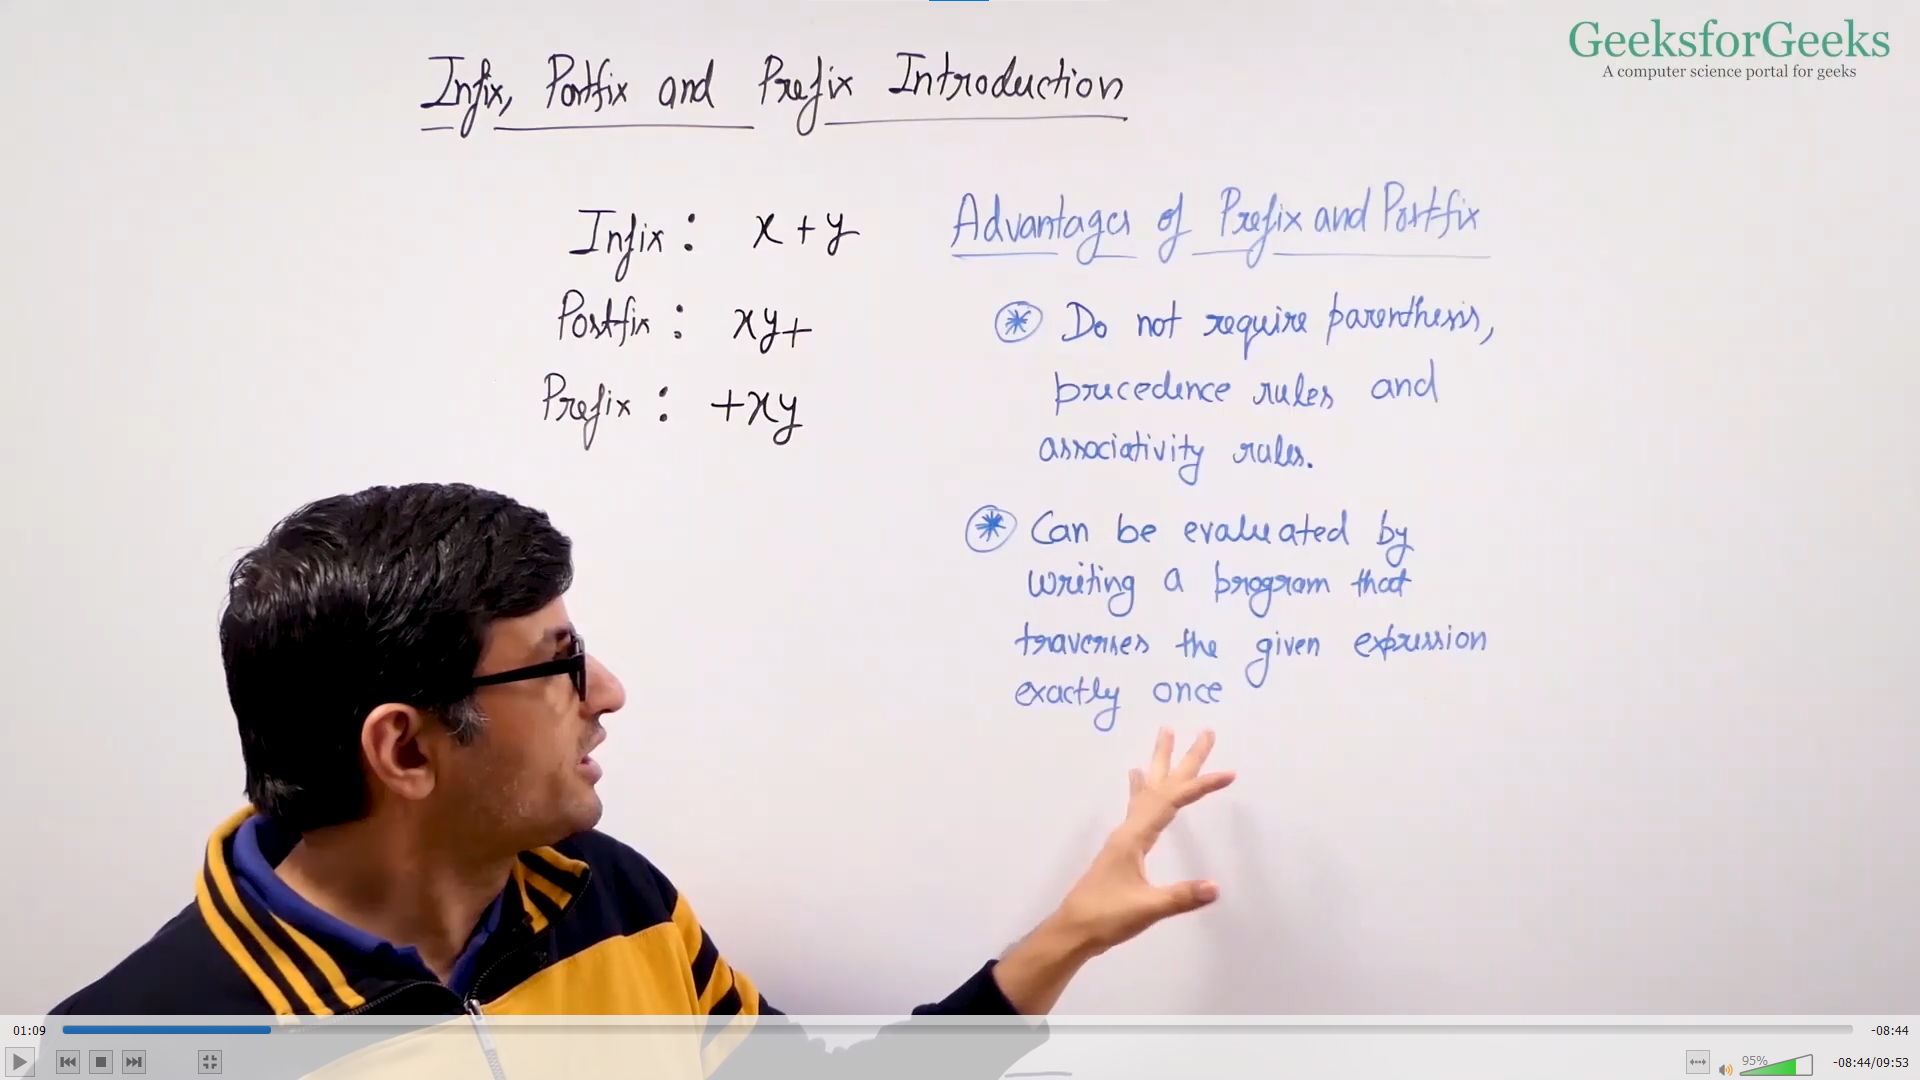 GeeksforGeeks
A computer science portal for geeks
Infix, Postfix and Prefix Introduction
Infix : x + y
Postfix : xy+
Prefix : +xy
Advantages of Prefix and Postfix
* Do not require parenthesis,
precedence rules and
associativity rules.
* Can be evaluated by
writing a program that
traverses the given expression
exactly once
01:09
-08:44
95%
-08:44/09:53